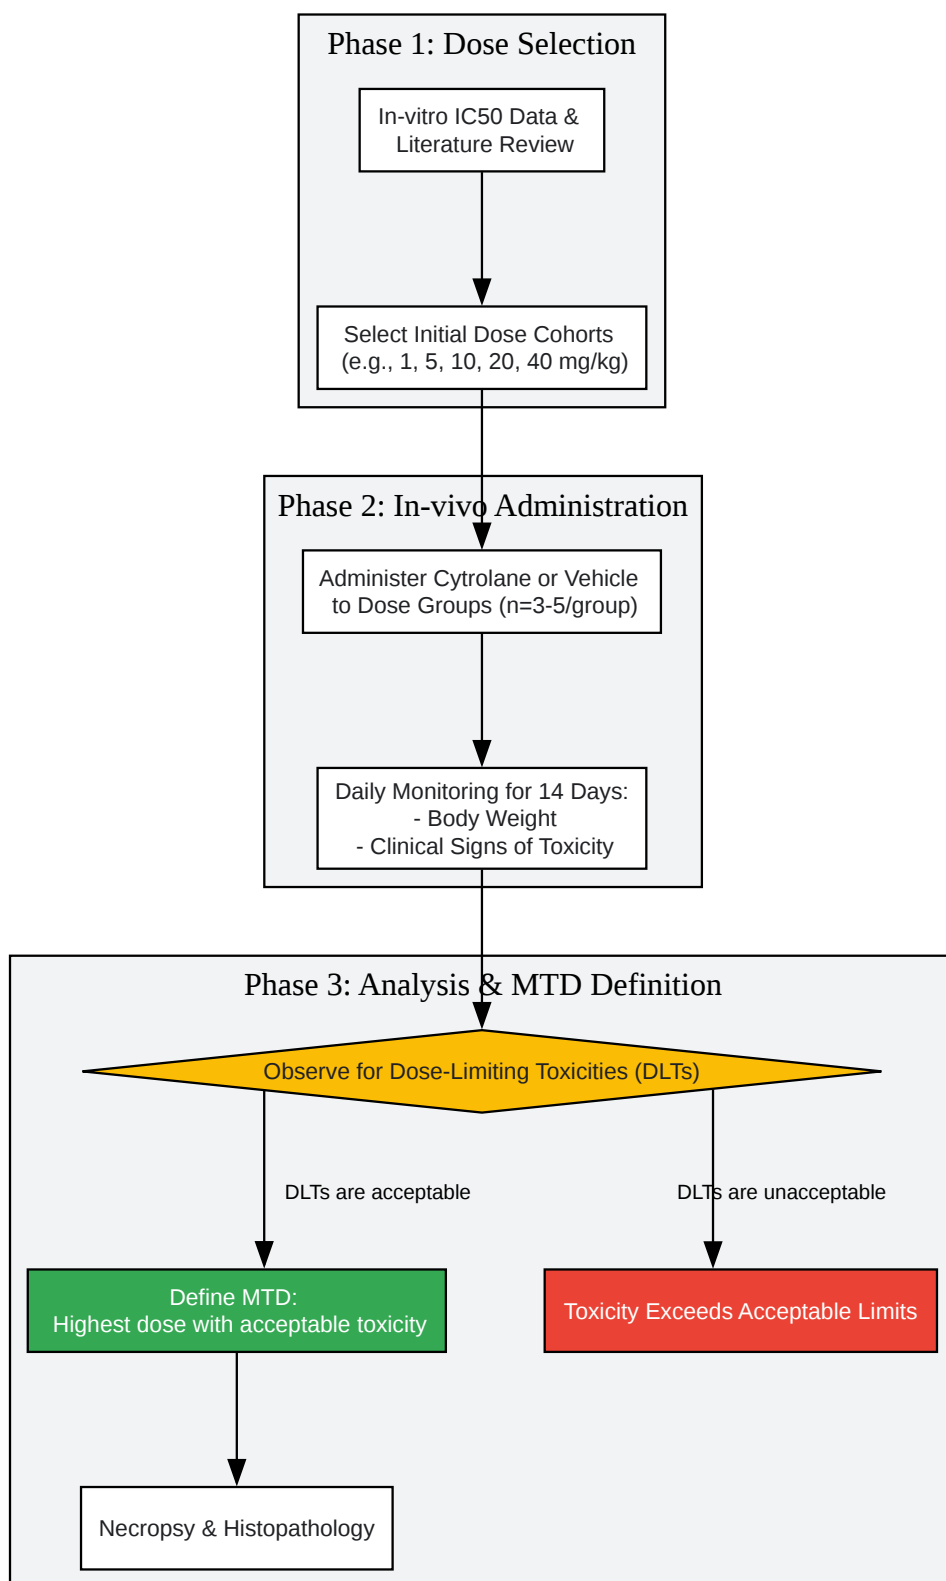 Phase 1: Dose Selection
In-vitro IC50 Data &
Literature Review
Select Initial Dose Cohorts
(e.g., 1, 5, 10, 20, 40 mg/kg)
Phase 2: In-vivo Administration
Administer Cytrolane or Vehicle
to Dose Groups (n=3-5/group)
Daily Monitoring for 14 Days:
- Body Weight
- Clinical Signs of Toxicity
Phase 3: Analysis & MTD Definition
Observe for Dose-Limiting Toxicities (DLTs)
DLTs are acceptable
DLTs are unacceptable
Define MTD:
Highest dose with acceptable toxicity
Toxicity Exceeds Acceptable Limits
Necropsy & Histopathology